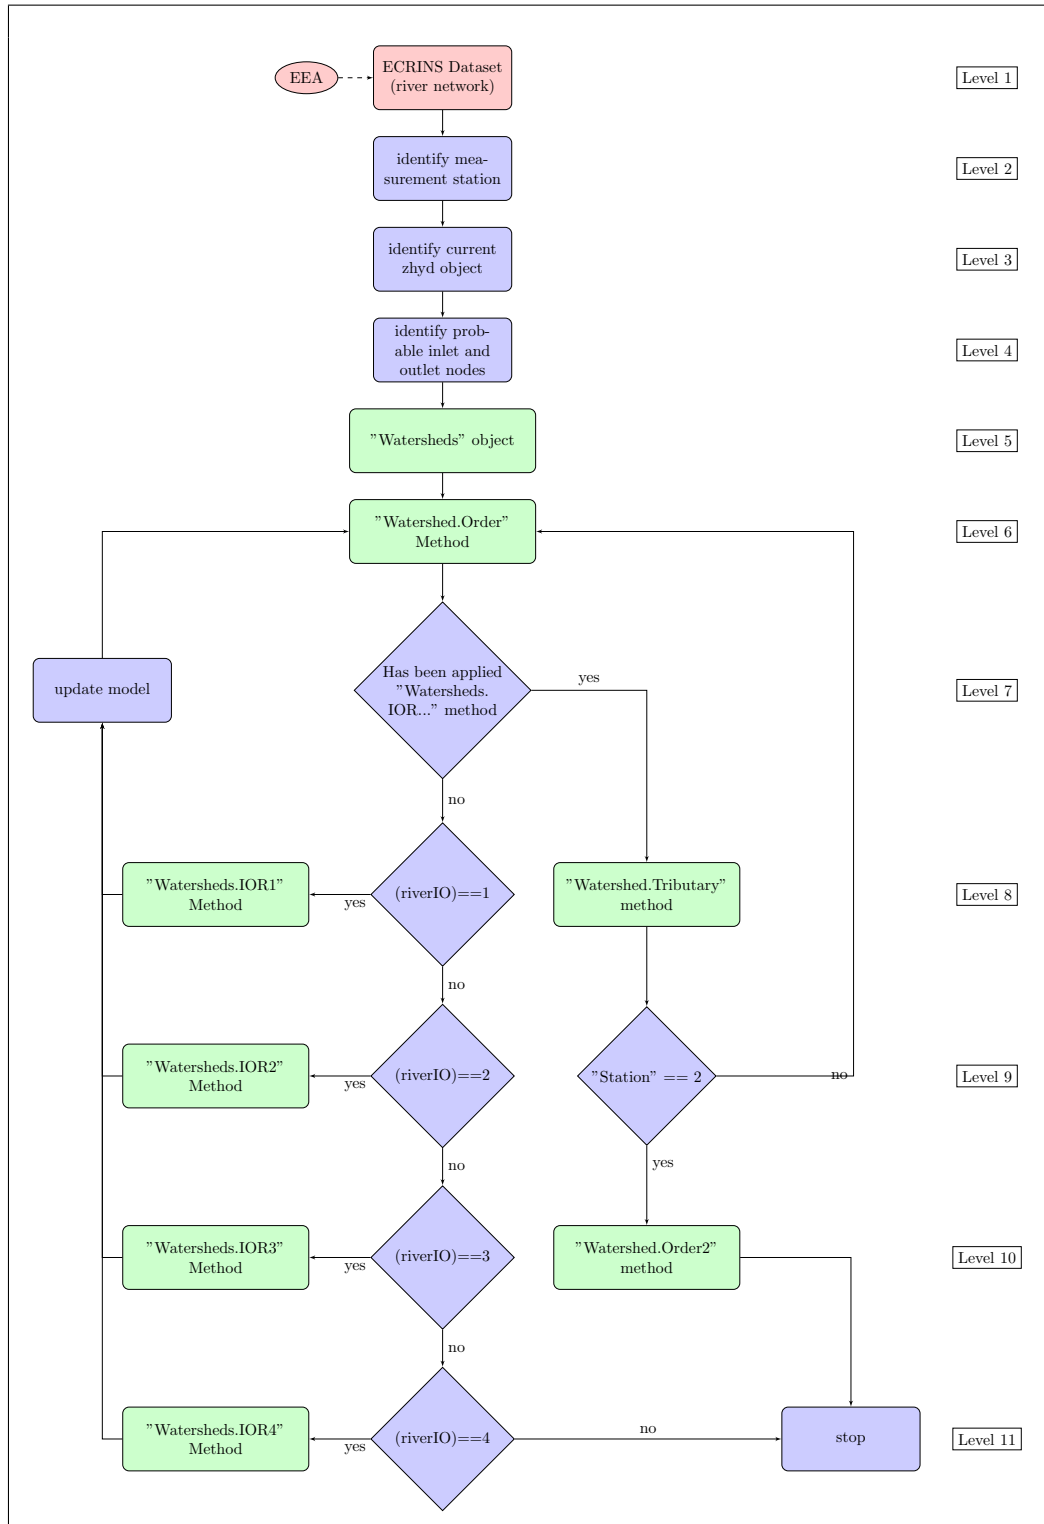 EEA
ECRINS Dataset
(river network)
Level 1
identify mea-
surement station
Level 2
identify current
zhyd object
Level 3
identify prob-
able inlet and
outlet nodes
Level 4
”Watersheds” object
Level 5
”Watershed.Order”
Method
Level 6
update model
Has been applied
”Watersheds.
IOR...” method
yes
Level 7
no
”Watersheds.IOR1”
Method
yes
(riverIO)==1
”Watershed.Tributary”
method
Level 8
no
”Watersheds.IOR2”
Method
yes
(riverIO)==2
”Station” == 2
no
Level 9
no
yes
”Watersheds.IOR3”
Method
yes
(riverIO)==3
”Watershed.Order2”
method
Level 10
no
”Watersheds.IOR4”
Method
yes
(riverIO)==4
no
stop
Level 11